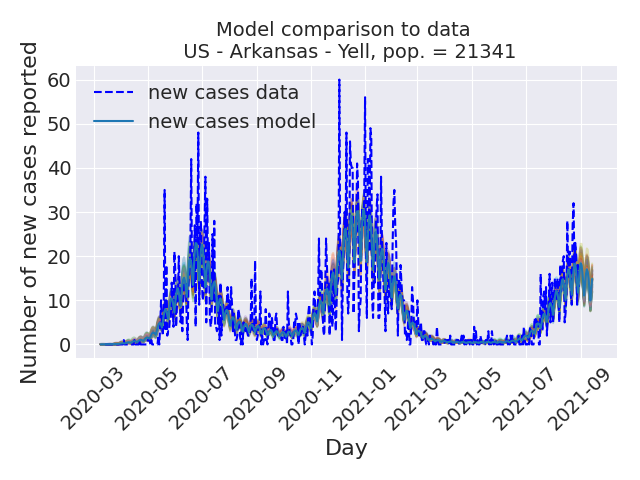 Model comparison to data
US - Arkansas - Yell, pop. = 21341
Number of new cases reported
60
50
40
30
20
10
0
new cases data
new cases model
2020-03
2020-05
2020-07
2020-09
2020-11
2021-01
2021-03
2021-05
2021-07
2021-09
Day